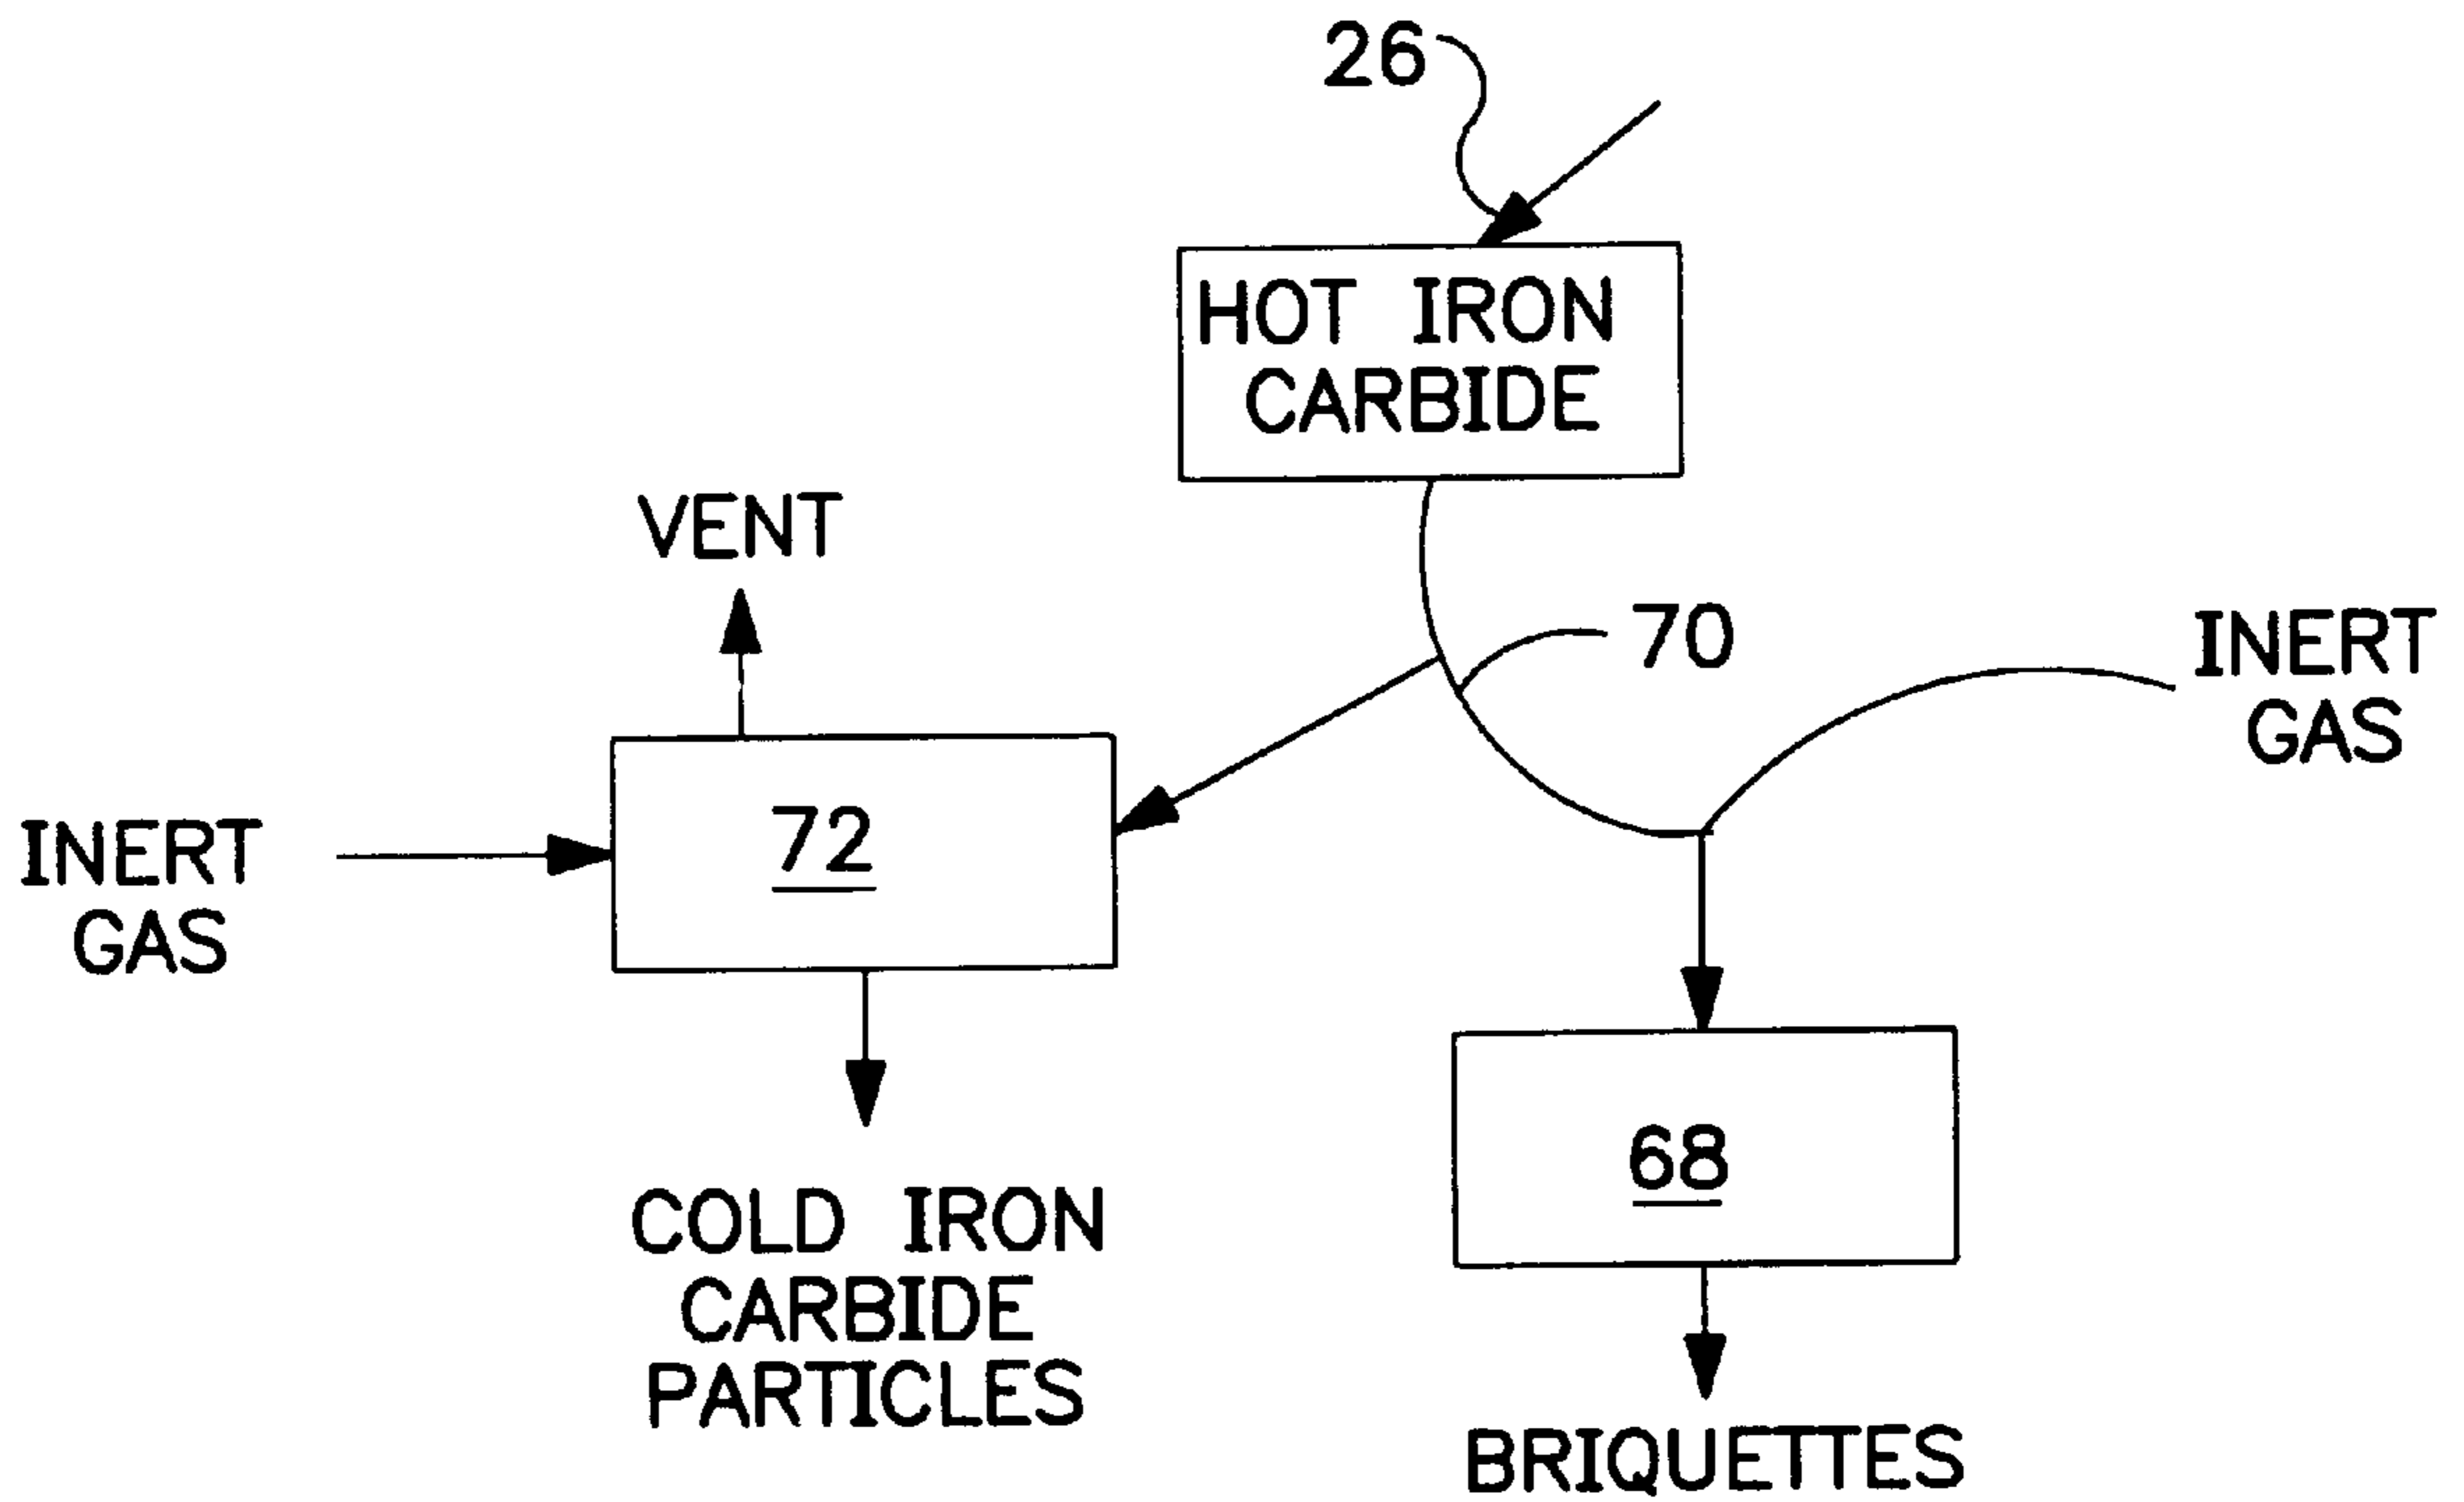 26
HOT IRON
CARBIDE
VENT
70
INERT
GAS
72
INERT
GAS
68
COLD IRON
CARBIDE
PARTICLES
BRIQUETTES